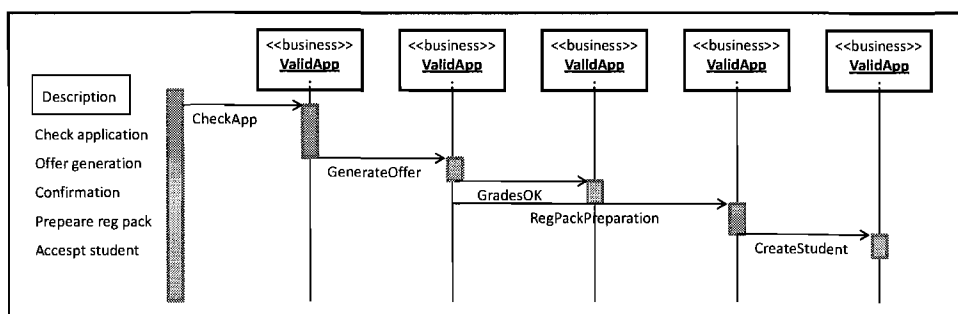 <<business>>
ValidApp
:
<<business>>
ValidApp
:
<<business>>
ValidApp
:
<<business>>
ValidApp
:
<<business>>
ValidApp
:
Description
CheckApp
Check application
Offer generation
GenerateOffer
Confirmation
GradesOK
Prepeare reg pack
RegPackPreparation
Accespt student
CreateStudent